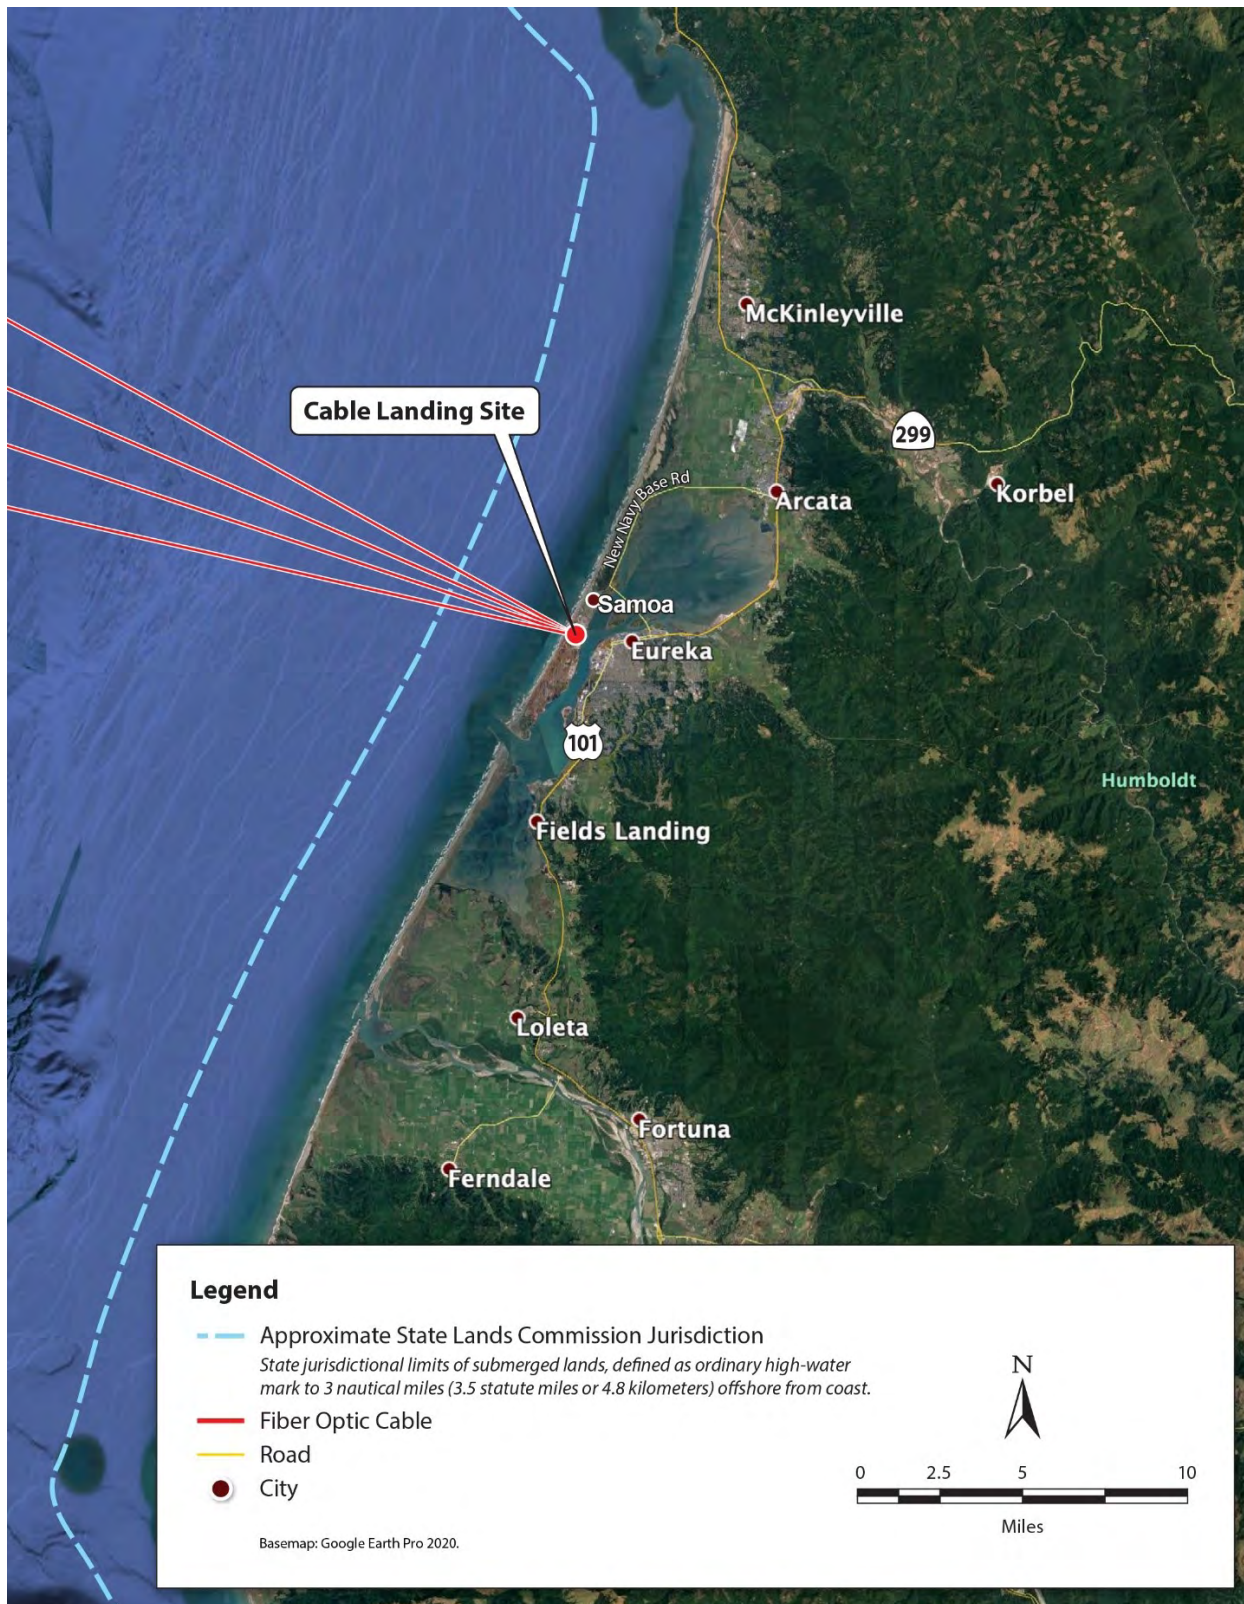 McKinleyville
Cable Landing Site
299
New Navy Base Rd
Arcata
Korbel
Samoa
Eureka
101
Humboldt
Fields Landing
Loleta
Fortuna
Ferndale
Legend
Approximate State Lands Commission Jurisdiction
State jurisdictional limits of submerged lands, defined as ordinary high-water
mark to 3 nautical miles (3.5 statute miles or 4.8 kilometers) offshore from coast.
Fiber Optic Cable
Road
City
Basemap: Google Earth Pro 2020.
N
0 2.5 5 10
Miles